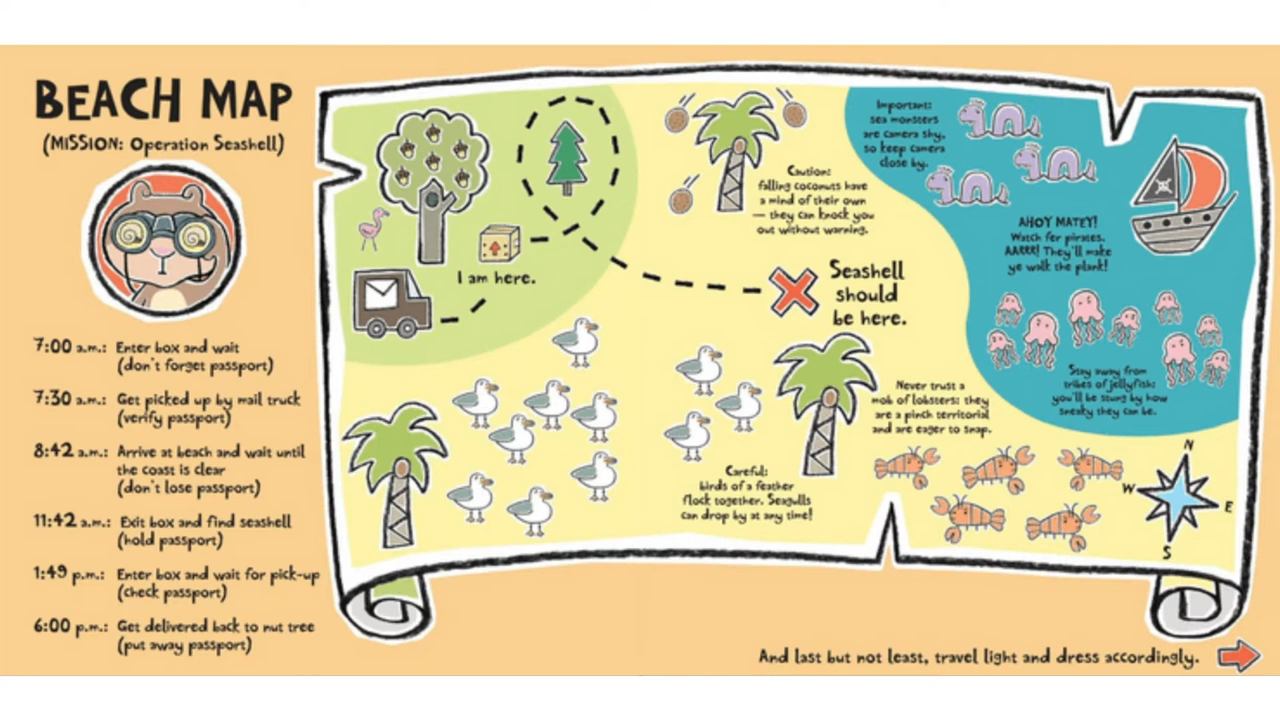 BEACH MAP
(MISSION: Operation Seashell)
7:00 a.m.: Enter box and wait
(don't forget passport)
7:30 a.m.: Get picked up by mail truck
(verify passport)
8:42 a.m.: Arrive at beach and wait until
the coast is clear
(don't lose passport)
11:42 a.m.: Exit box and find seashell
(hold passport)
1:49 p.m.: Enter box and wait for pick-up
(check passport)
6:00 p.m.: Get delivered back to nut tree
(put away passport)
I am here.
Caution:
falling coconuts have
a mind of their own
— they can knock you
out without warning.
Seashell
should
be here.
Important:
sea monsters
are camera shy,
so keep camera
close by.
AHOY MATEY!
Watch fer pirates.
AARRR! They'll make
ye walk the plank!
Stay away from
tribes of jellyfish:
you'll be stung by how
sneaky they can be.
Never trust a
mob of lobsters: they
are a pinch territorial
and are eager to snap.
Careful:
birds of a feather
flock together. Seagulls
can drop by at any time!
N
W
E
S
And last but not least, travel light and dress accordingly.